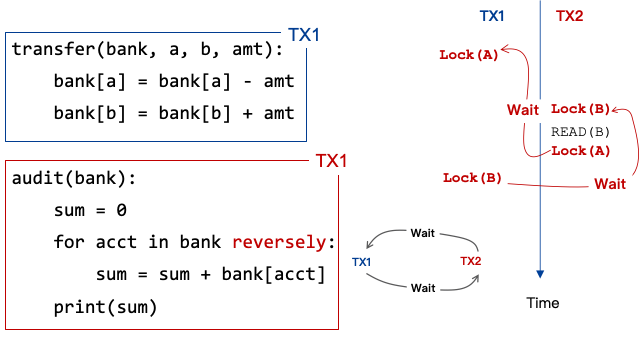 TX1
transfer(bank, a, b, amt):
bank[a] = bank[a] - amt
bank[b] = bank[b] + amt
TX1
audit(bank):
sum = 0
for acct in bank reversely:
sum = sum + bank[acct]
print(sum)
TX1 TX2
Lock(A)
Wait Lock(B)
READ(B)
Lock(A)
Lock(B) Wait
Wait
TX1 TX2
Wait
Time